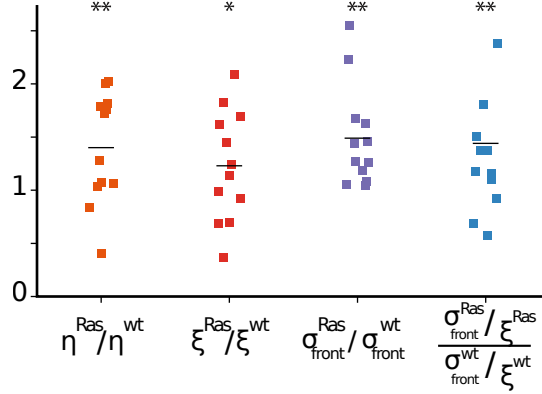 ** * ** **
2
1
0
η^Ras/η^wt ξ^Ras/ξ^wt σ_front^Ras/σ_front^wt σ_front^Ras/ξ^Ras
σ_front^wt/ξ^wt